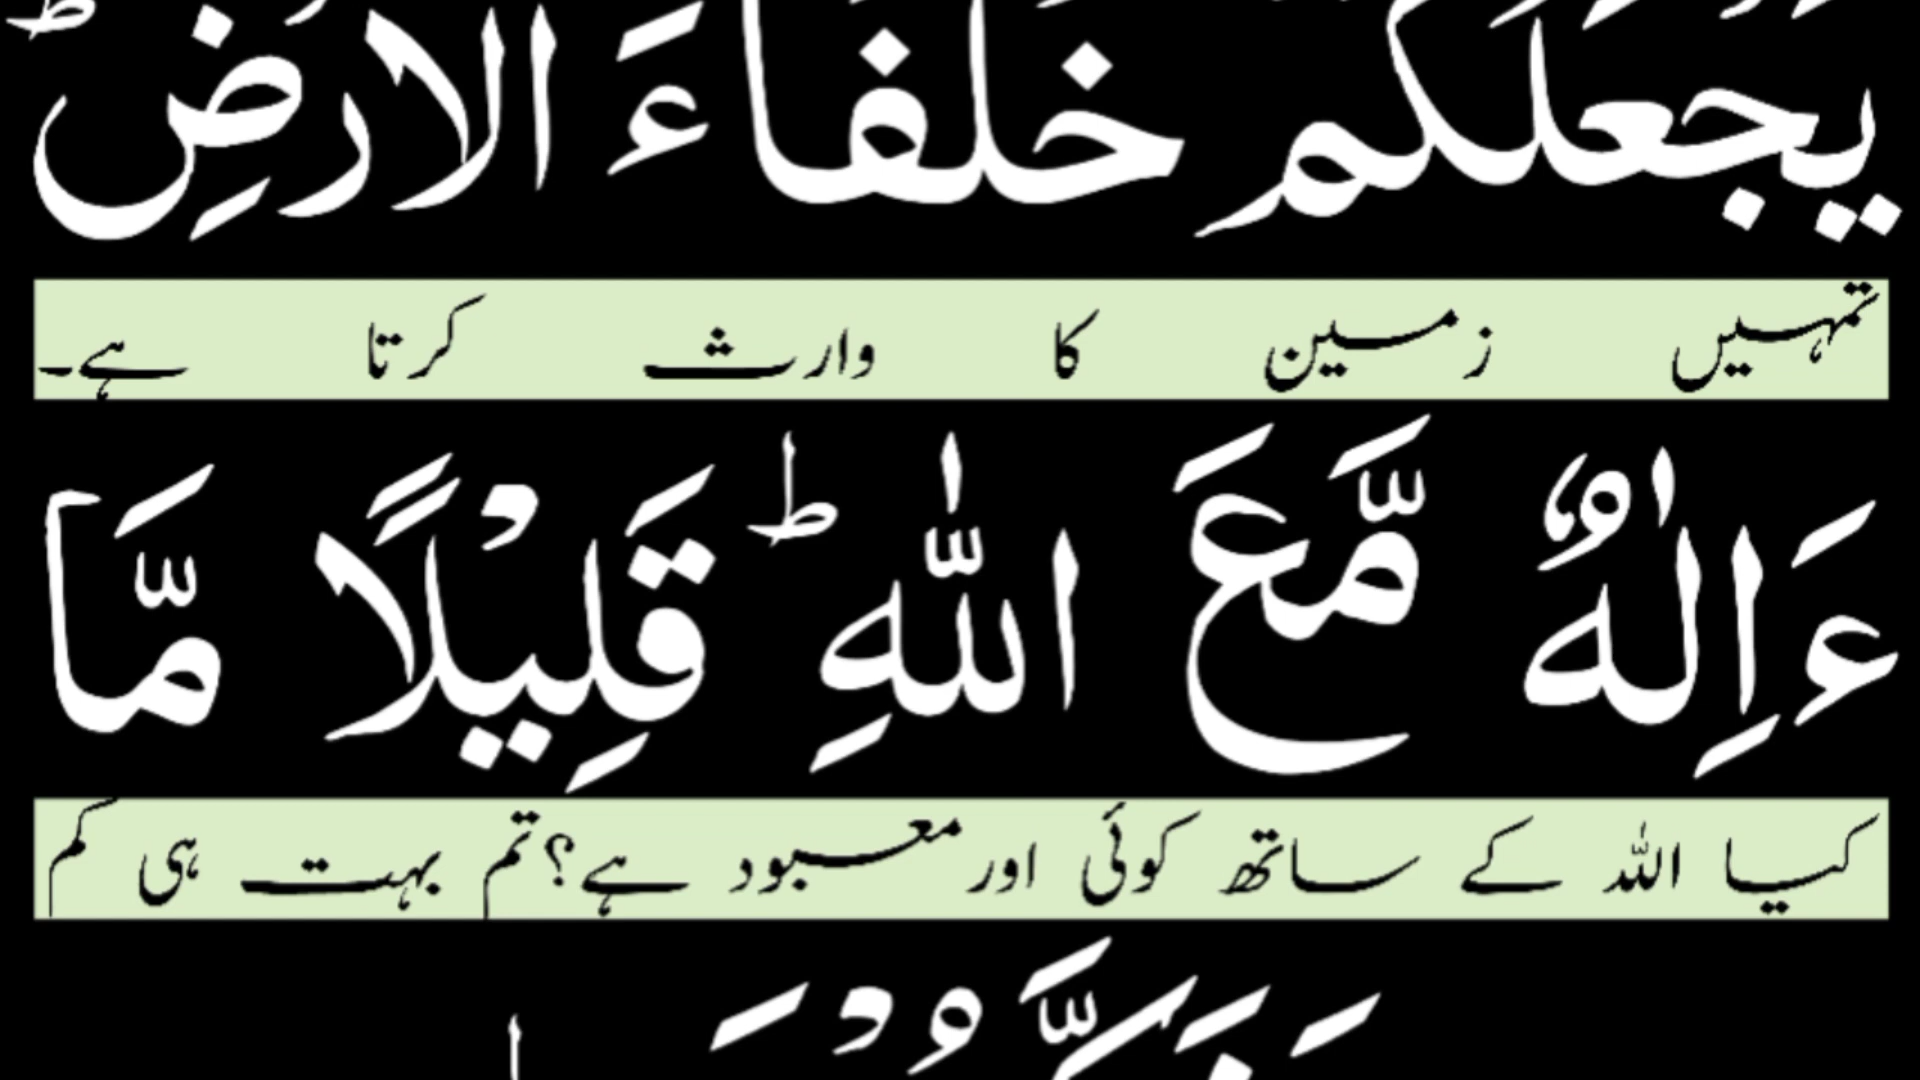 يَجْعَلُكُمْ خُلَفَآءَ الْاَرْضِ ؕ
تمہیں زمین کا وارث کرتا ہے۔
ءَاِلٰهٌ مَّعَ اللّٰهِ ؕ قَلِيْلًا مَّا
کیا اللہ کے ساتھ کوئی اور معبود ہے؟ تم بہت ہی کم